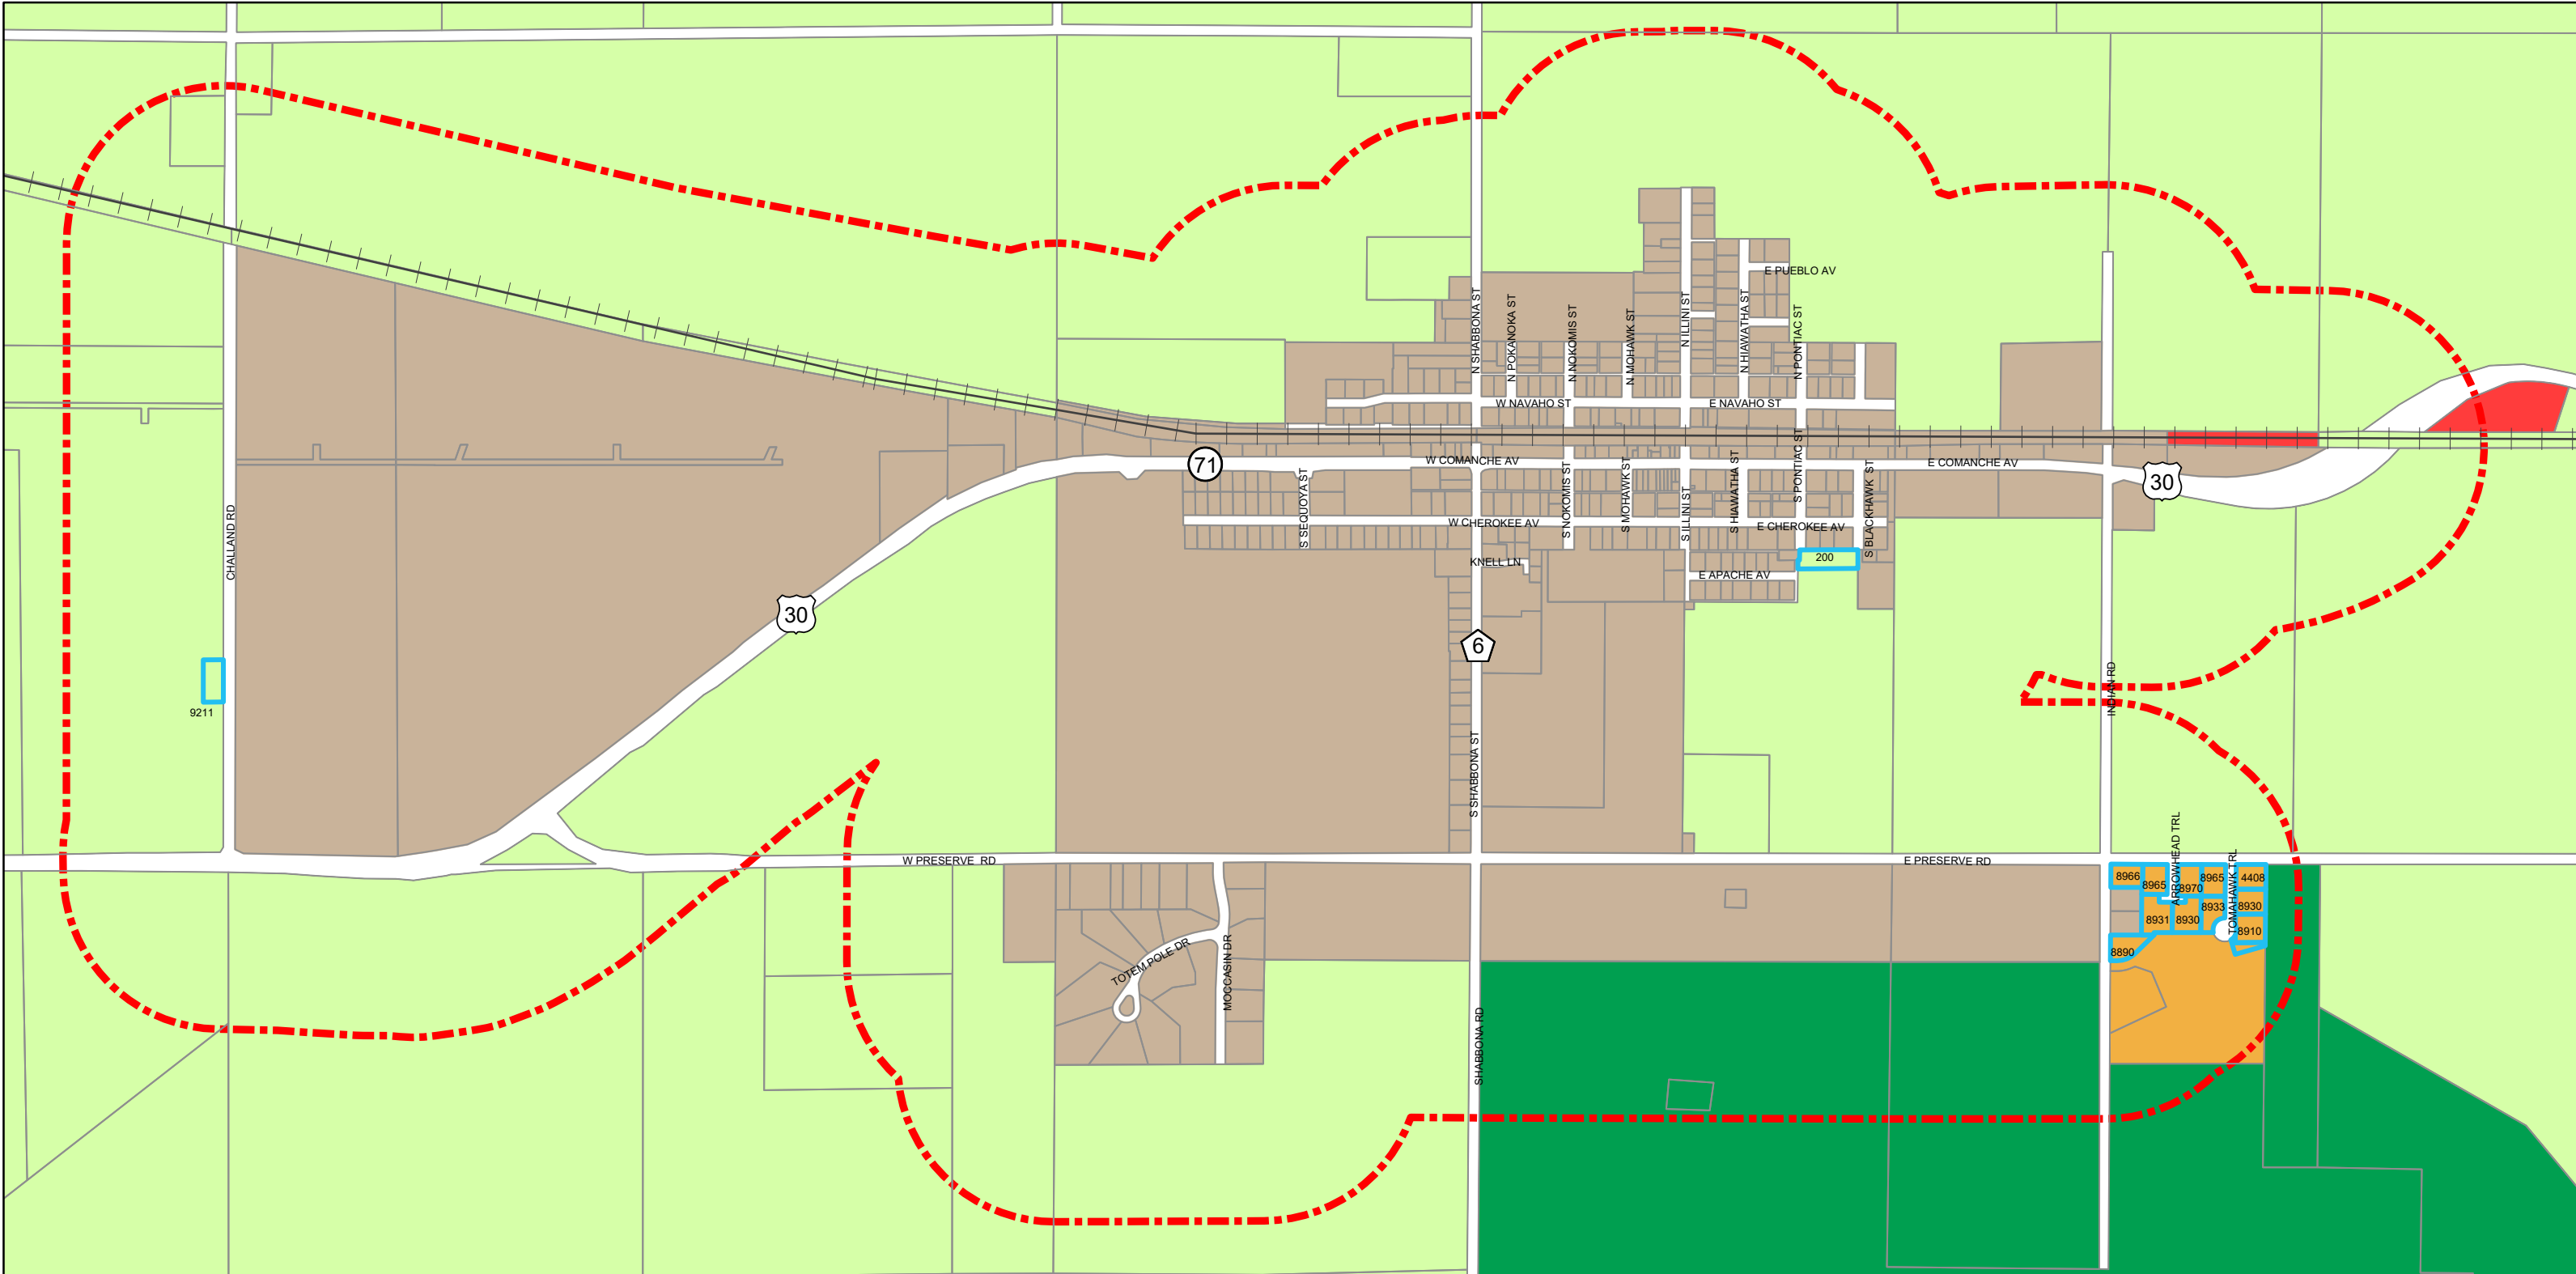 E PUEBLO AV
N SHABBONA ST
N POKANOKA ST
N NOKOMIS ST
N MOHAWK ST
N ILLINI ST
N HIAWATHA ST
N PONTIAC ST
W NAVAHO ST
E NAVAHO ST
71
W COMANCHE AV
E COMANCHE AV
30
S SEQUOYA ST
S NOKOMIS ST
S MOHAWK ST
S ILLINI ST
S HIAWATHA ST
S PONTIAC ST
S BLACKHAWK ST
W CHEROKEE AV
E CHEROKEE AV
CHALLAND RD
KNELL LN
200
E APACHE AV
30
6
INDIAN RD
9211
S SHABBONA ST
W PRESERVE RD
E PRESERVE RD
ARROWHEAD TRL
TOMAHAWK TRL
8966
8965
8970
8965
4408
8931
8930
8933
8930
8910
8890
TOTEM POLE DR
MOCCASIN DR
SHABBONA RD